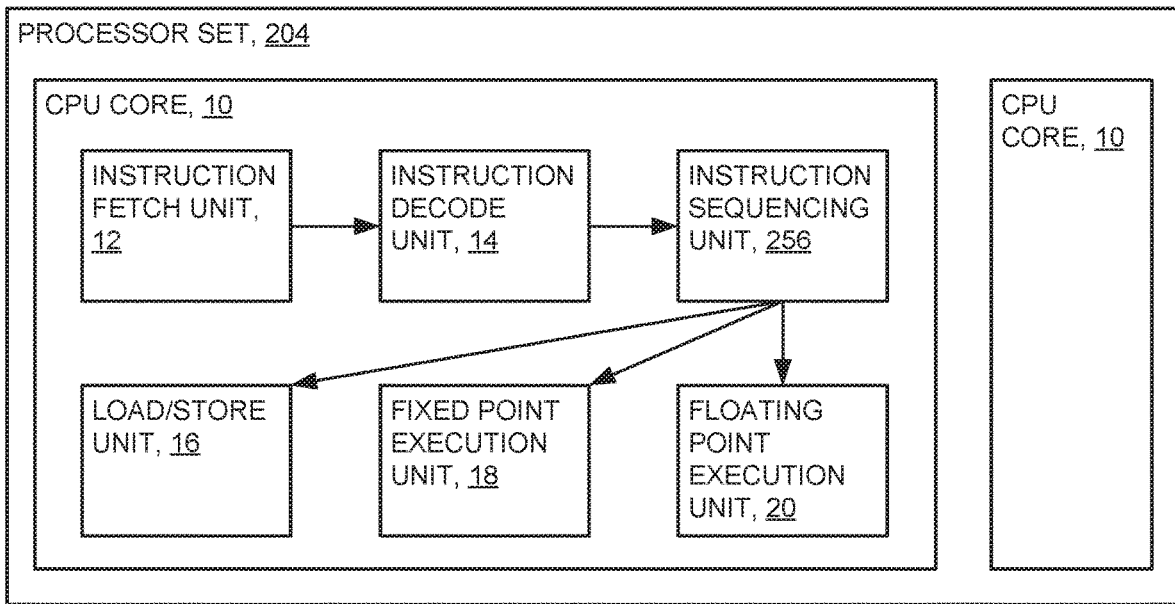 PROCESSOR SET, 204
CPU CORE, 10
INSTRUCTION
FETCH UNIT,
12
INSTRUCTION
DECODE
UNIT, 14
INSTRUCTION
SEQUENCING
UNIT, 256
LOAD/STORE
UNIT, 16
FIXED POINT
EXECUTION
UNIT, 18
FLOATING
POINT
EXECUTION
UNIT, 20
CPU
CORE, 10